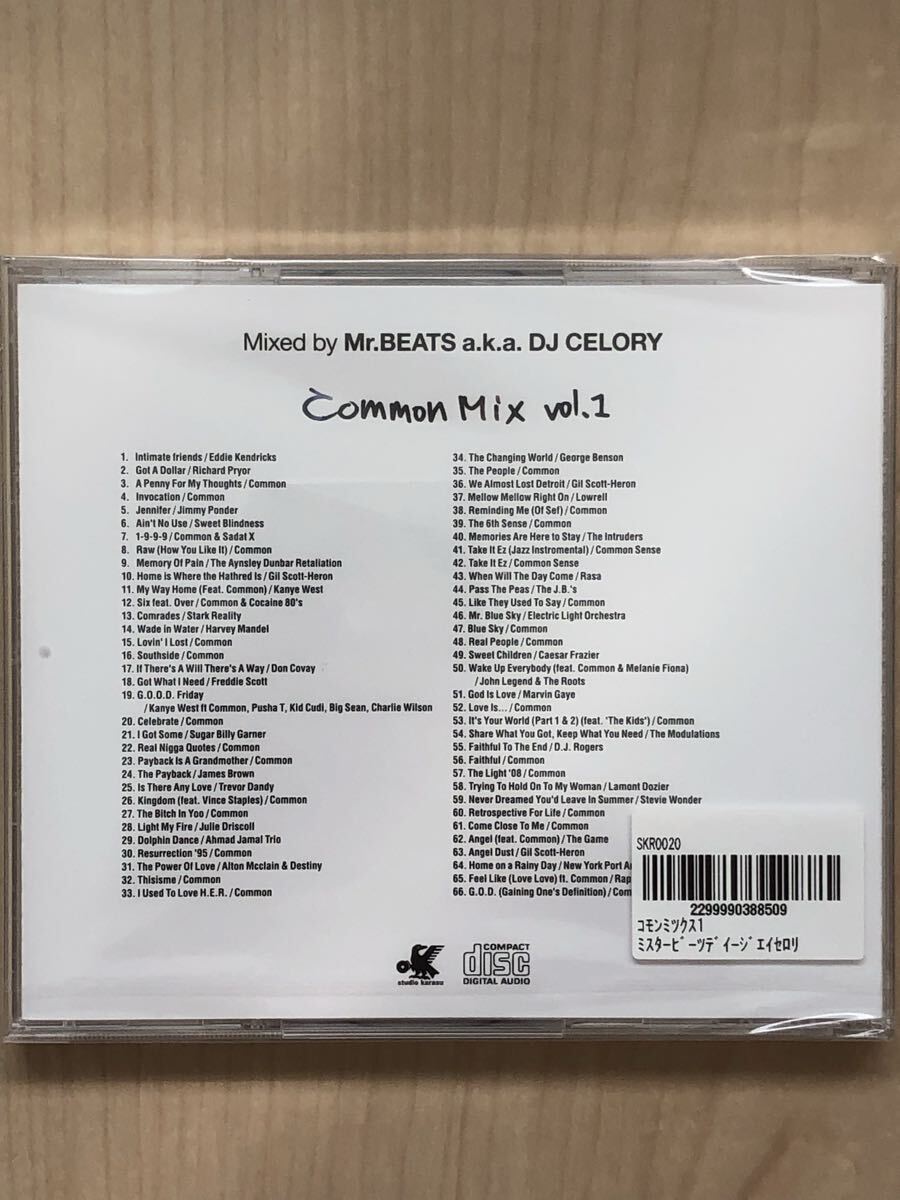 Mixed by Mr.BEATS a.k.a. DJ CELORY
Common Mix vol.1
1. Intimate friends / Eddie Kendricks
2. Got A Dollar / Richard Pryor
3. A Penny For My Thoughts / Common
4. Invocation / Common
5. Jennifer / Jimmy Ponder
6. Ain't No Use / Sweet Blindness
7. 1-9-9-9 / Common & Sadat X
8. Raw (How You Like It) / Common
9. Memory Of Pain / The Aynsley Dunbar Retaliation
10. Home is Where the Hathred Is / Gil Scott-Heron
11. My Way Home (Feat. Common) / Kanye West
12. Six feat. Over / Common & Cocaine 80's
13. Comrades / Stark Reality
14. Wade in Water / Harvey Mandel
15. Lovin' I Lost / Common
16. Southside / Common
17. If There's A Will There's A Way / Don Covay
18. Got What I Need / Freddie Scott
19. G.O.O.D. Friday
/ Kanye West ft Common, Pusha T, Kid Cudi, Big Sean, Charlie Wilson
20. Celebrate / Common
21. I Got Some / Sugar Billy Garner
22. Real Nigga Quotes / Common
23. Payback Is A Grandmother / Common
24. The Payback / James Brown
25. Is There Any Love / Trevor Dandy
26. Kingdom (feat. Vince Staples) / Common
27. The Bitch In You / Common
28. Light My Fire / Julie Driscoll
29. Dolphin Dance / Ahmad Jamal Trio
30. Resurrection '95 / Common
31. The Power Of Love / Alton Mcclain & Destiny
32. Thisisme / Common
33. I Used To Love H.E.R. / Common
34. The Changing World / George Benson
35. The People / Common
36. We Almost Lost Detroit / Gil Scott-Heron
37. Mellow Mellow Right On / Lowrell
38. Reminding Me (Of Sef) / Common
39. The 6th Sense / Common
40. Memories Are Here to Stay / The Intruders
41. Take It Ez (Jazz Instromental) / Common Sense
42. Take It Ez / Common Sense
43. When Will The Day Come / Rasa
44. Pass The Peas / The J.B.'s
45. Like They Used To Say / Common
46. Mr. Blue Sky / Electric Light Orchestra
47. Blue Sky / Common
48. Real People / Common
49. Sweet Children / Caesar Frazier
50. Wake Up Everybody (feat. Common & Melanie Fiona)
/ John Legend & The Roots
51. God Is Love / Marvin Gaye
52. Love Is... / Common
53. It's Your World (Part 1 & 2) (feat. 'The Kids') / Common
54. Share What You Got, Keep What You Need / The Modulations
55. Faithful To The End / D.J. Rogers
56. Faithful / Common
57. The Light '08 / Common
58. Trying To Hold On To My Woman / Lamont Dozier
59. Never Dreamed You'd Leave In Summer / Stevie Wonder
60. Retrospective For Life / Common
61. Come Close To Me / Common
62. Angel (feat. Common) / The Game
63. Angel Dust / Gil Scott-Heron
64. Home on a Rainy Day / New York Port Au
65. Feel Like (Love Love) ft. Common / Rap
66. G.O.D. (Gaining One's Definition) / Com
SKR0020
2299990388509
ｺﾓﾝﾐﾂｸｽ1
ﾐｽﾀｰﾋﾞｰﾂﾃﾞｲｰｼﾞｴｲｾﾛﾘ
studio karasu
COMPACT
disc
DIGITAL AUDIO